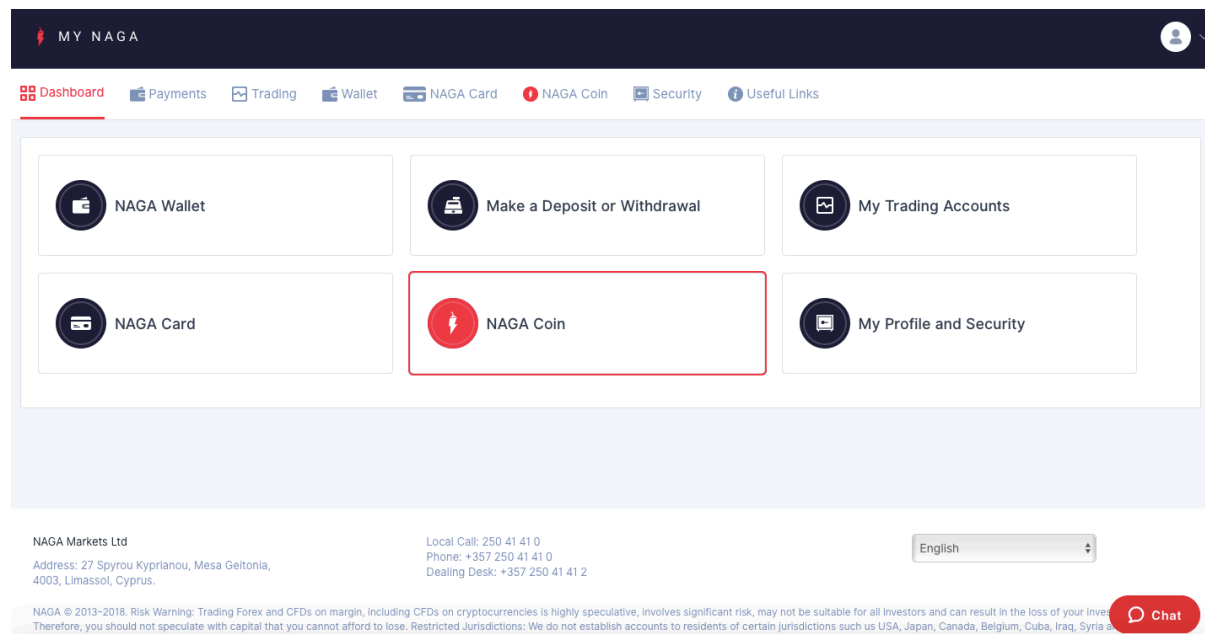 MY NAGA
Dashboard Payments Trading Wallet NAGA Card NAGA Coin Security Useful Links
NAGA Wallet
Make a Deposit or Withdrawal
My Trading Accounts
NAGA Card
NAGA Coin
My Profile and Security
NAGA Markets Ltd
Address: 27 Spyrou Kyprianou, Mesa Geitonia,
4003, Limassol, Cyprus.
Local Call: 250 41 41 0
Phone: +357 250 41 41 0
Dealing Desk: +357 250 41 41 2
English
NAGA © 2013-2018. Risk Warning: Trading Forex and CFDs on margin, including CFDs on cryptocurrencies is highly speculative, involves significant risk, may not be suitable for all investors and can result in the loss of your
Therefore, you should not speculate with capital that you cannot afford to lose. Restricted Jurisdictions: We do not establish accounts to residents of certain jurisdictions such us USA, Japan, Canada, Belgium, Cuba, Iraq, Syria
Chat